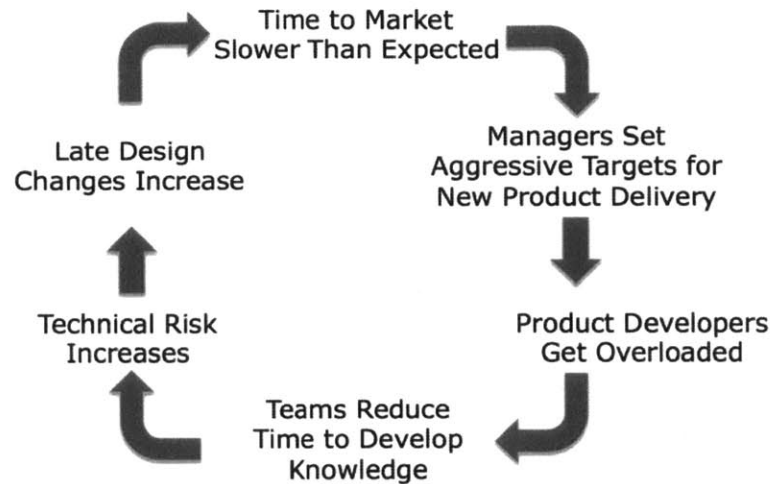 Time to Market
Slower Than Expected
Managers Set
Aggressive Targets for
New Product Delivery
Product Developers
Get Overloaded
Teams Reduce
Time to Develop
Knowledge
Technical Risk
Increases
Late Design
Changes Increase